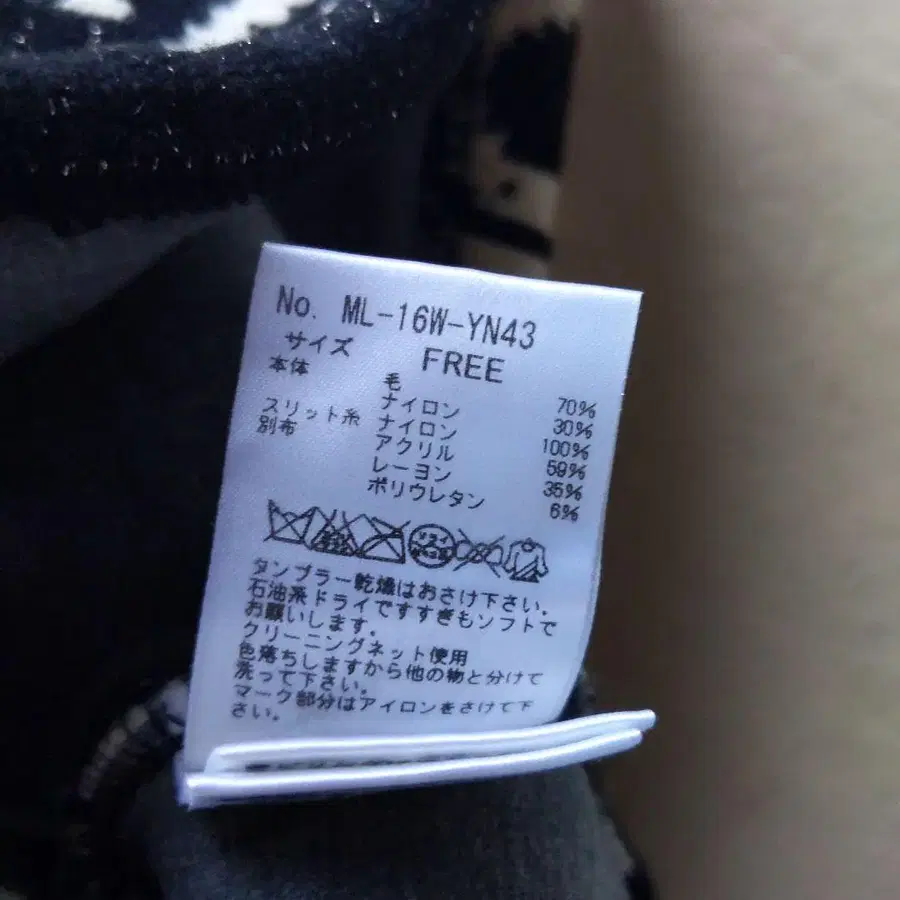 No. ML-16W-YN43
サイズ FREE
本体 毛 70%
ナイロン 30%
スリット糸 ナイロン 100%
別布 アクリル 59%
レーヨン 35%
ポリウレタン 6%
ドライ
タンブラー乾燥はおさけ下さい。
石油系ドライですすぎもソフトで
お願いします。
クリーニングネット使用
色落ちしますから他の物と分けて
洗って下さい。
マーク部分はアイロンをさけて下
さい。